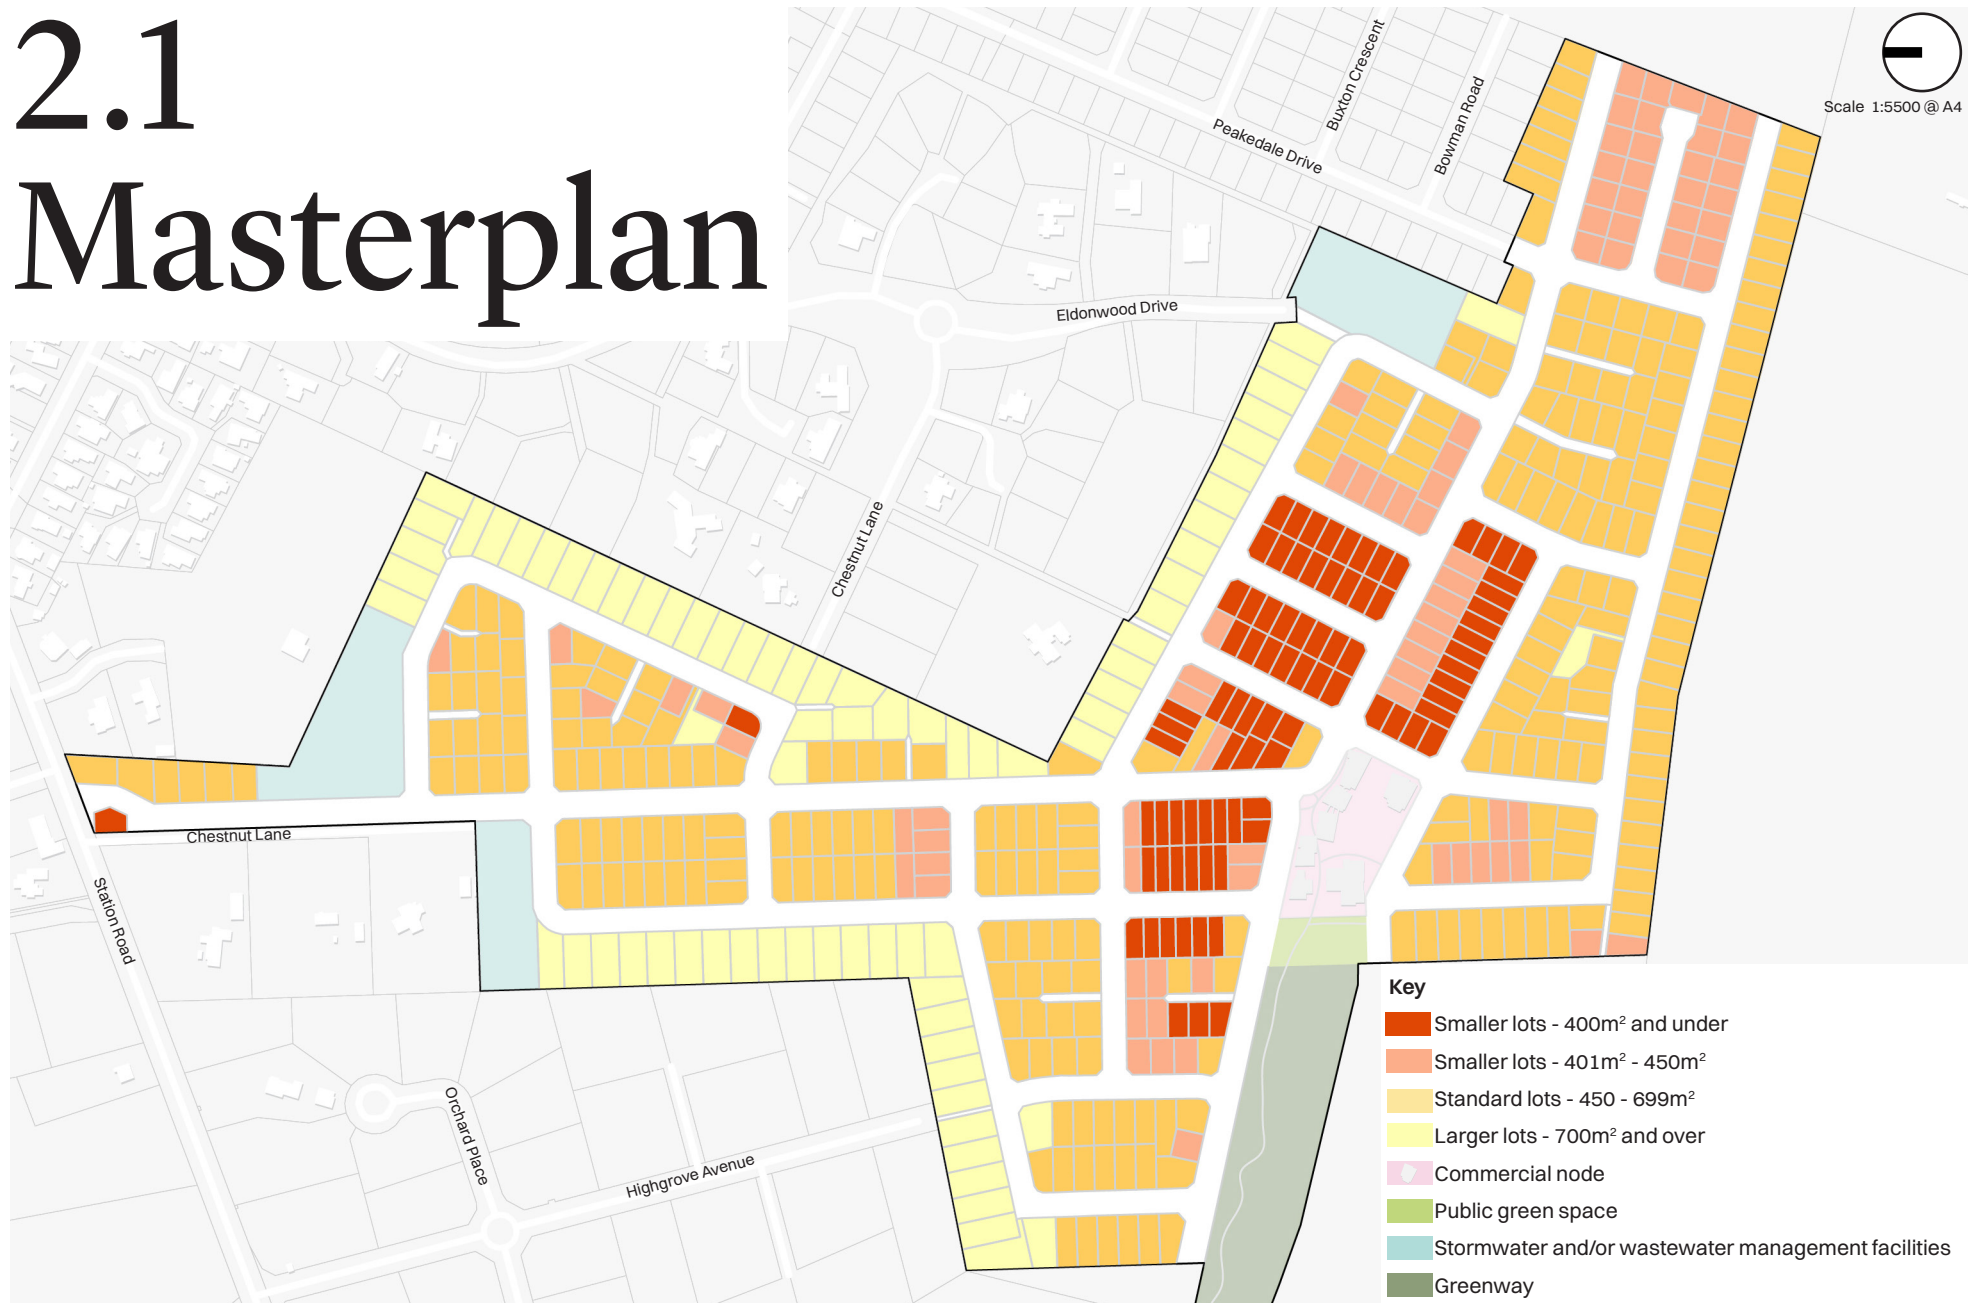 2.1
Masterplan
Scale 1:5500 @ A4
Buxton Crescent
Bowman Road
Peakedale Drive
Eldonwood Drive
Chestnut Lane
Chestnut Lane
Station Road
Orchard Place
Highgrove Avenue
Key
Smaller lots - 400m² and under
Smaller lots - 401m² - 450m²
Standard lots - 450 - 699m²
Larger lots - 700m² and over
Commercial node
Public green space
Stormwater and/or wastewater management facilities
Greenway